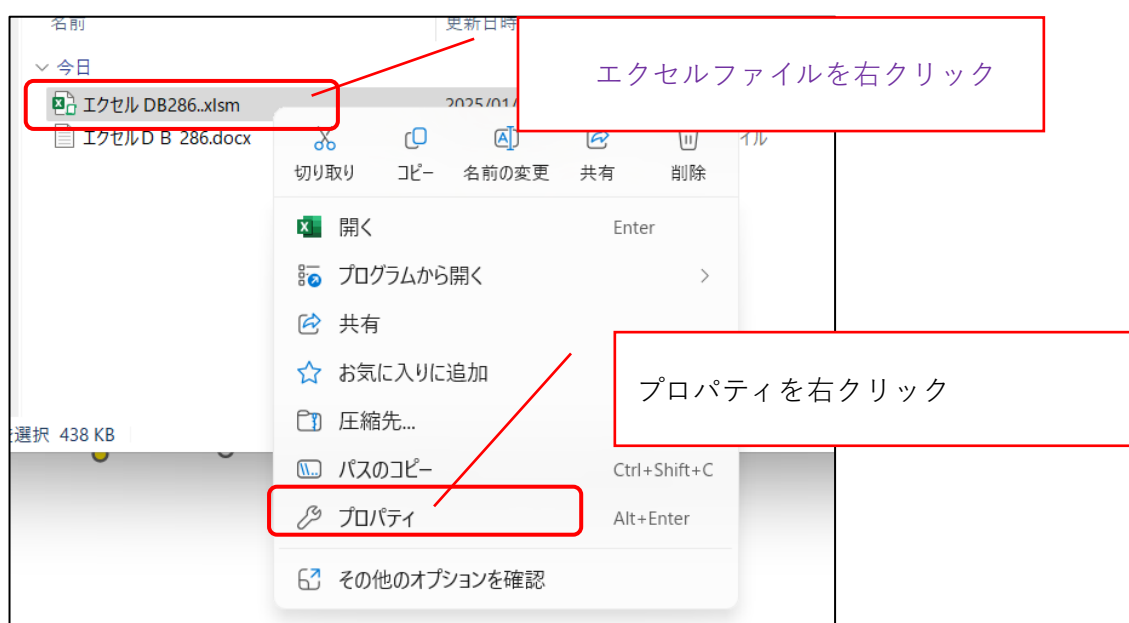 名前 更新日時
今日
エクセルファイルを右クリック
エクセル DB286..xlsm 2025/01/
エクセルDB 286.docx イル
切り取り コピー 名前の変更 共有 削除
開く Enter
プログラムから開く
共有
お気に入りに追加
プロパティを右クリック
圧縮先...
選択 438 KB
パスのコピー Ctrl+Shift+C
プロパティ Alt+Enter
その他のオプションを確認